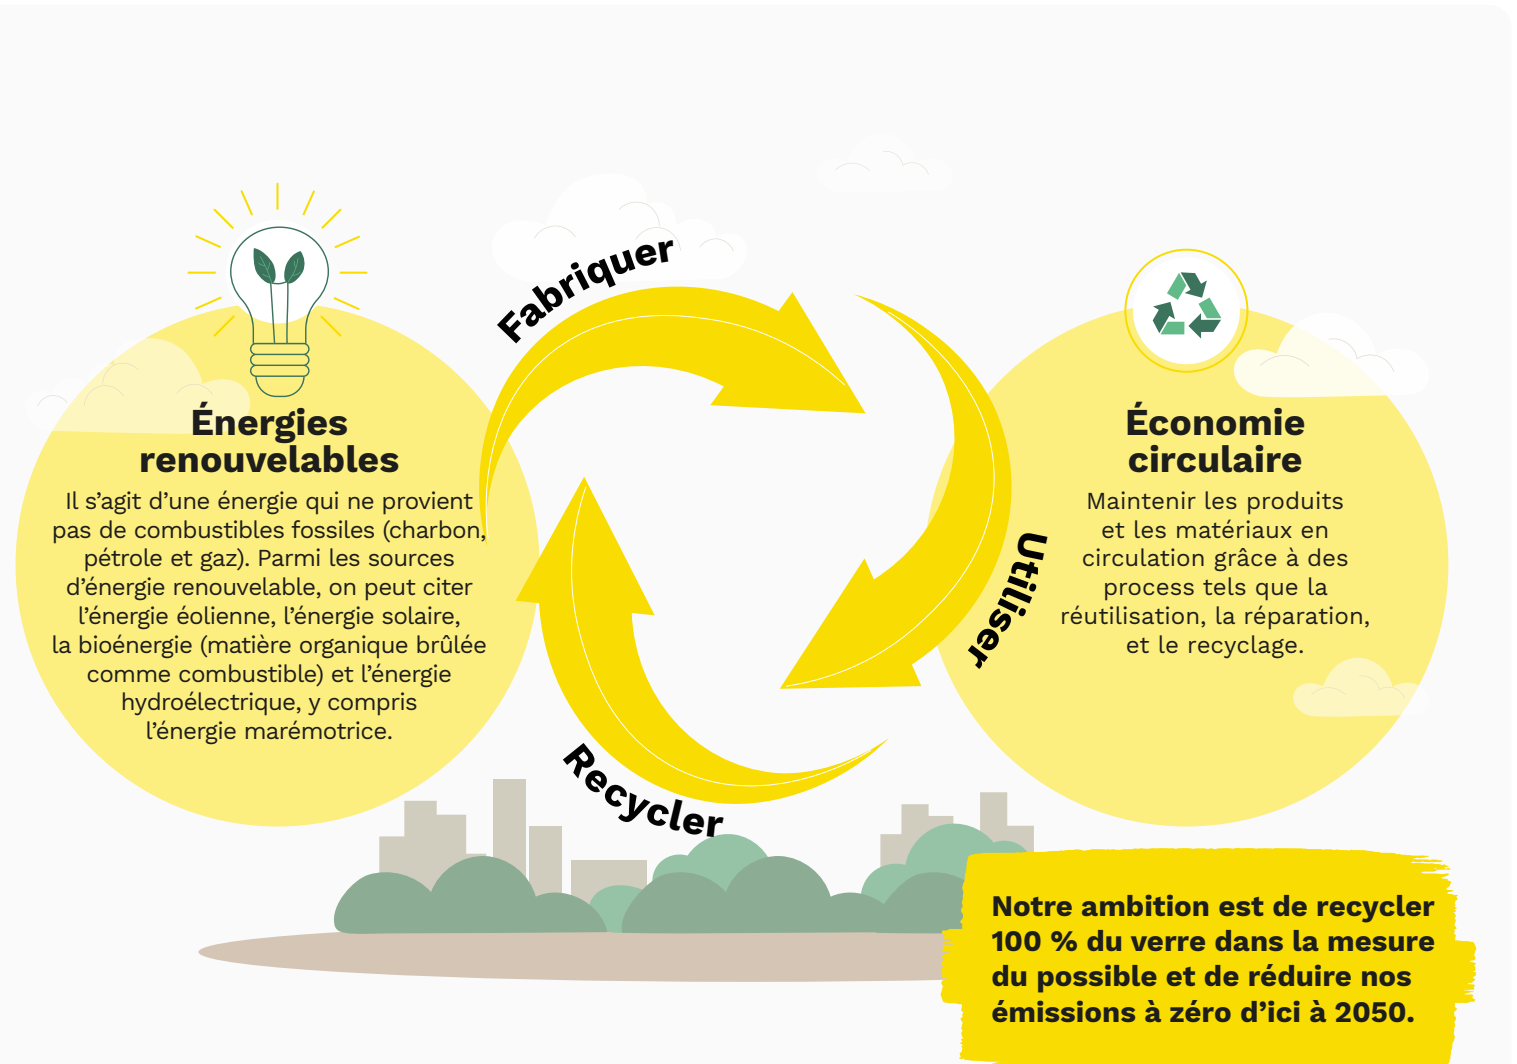 Fabriquer
Utiliser
Recycler
Énergies
renouvelables
Il s’agit d’une énergie qui ne provient
pas de combustibles fossiles (charbon,
pétrole et gaz). Parmi les sources
d’énergie renouvelable, on peut citer
l’énergie éolienne, l’énergie solaire,
la bioénergie (matière organique brûlée
comme combustible) et l’énergie
hydroélectrique, y compris
l’énergie marémotrice.
Économie
circulaire
Maintenir les produits
et les matériaux en
circulation grâce à des
process tels que la
réutilisation, la réparation,
et le recyclage.
Notre ambition est de recycler
100 % du verre dans la mesure
du possible et de réduire nos
émissions à zéro d’ici à 2050.